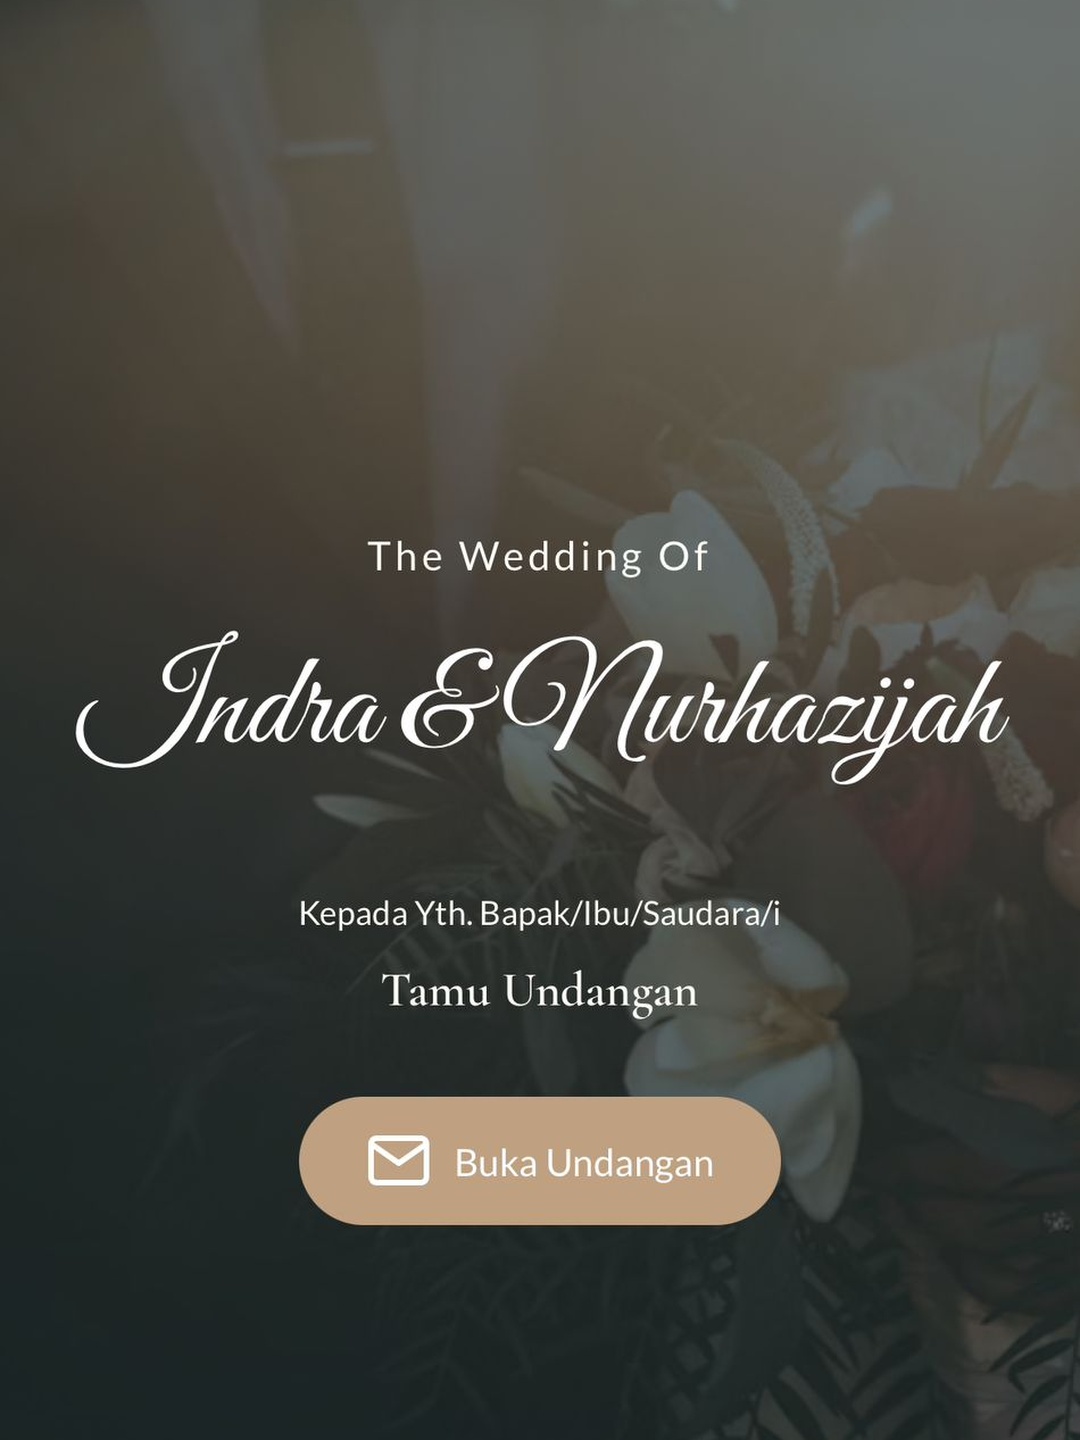 The Wedding Of
Indra & Nurhazijah
Kepada Yth. Bapak/Ibu/Saudara/i
Tamu Undangan
Buka Undangan